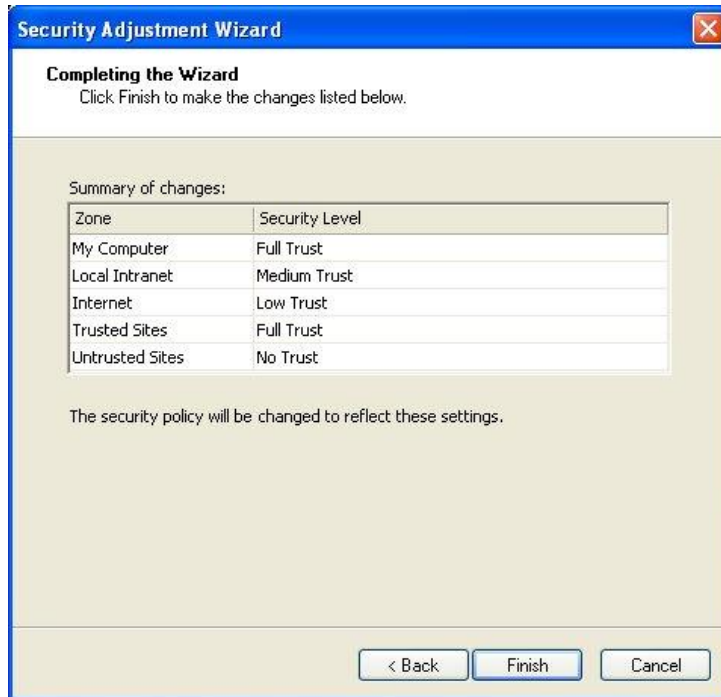 Security Adjustment Wizard
Completing the Wizard
Click Finish to make the changes listed below.
Summary of changes:
Zone Security Level
My Computer Full Trust
Local Intranet Medium Trust
Internet Low Trust
Trusted Sites Full Trust
Untrusted Sites No Trust
The security policy will be changed to reflect these settings.
< Back Finish Cancel